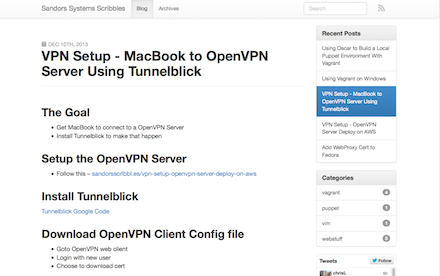 Sandors Systems Scribbles Blog Archives Search
DEC 10TH, 2013
VPN Setup - MacBook to OpenVPN
Server Using Tunnelblick
The Goal
Get MacBook to connect to a OpenVPN Server
Install Tunnelblick to make that happen
Setup the OpenVPN Server
Follow this – sandorsscribbl.es/vpn-setup-openvpn-server-deploy-on-aws
Install Tunnelblick
Tunnelblick Google Code
Download OpenVPN Client Config file
Goto OpenVPN web client
Login with new user
Choose to download cert
Recent Posts
Using Oscar to Build a Local
Puppet Environment With
Vagrant
Using Vagrant on Windows
VPN Setup - MacBook to
OpenVPN Server Using
Tunnelblick
VPN Setup - OpenVPN
Server Deploy on AWS
Add WebProxy Cert to
Fedora
Categories
vagrant 4
puppet
vim
webstuff
Tweets Follow
chrisL